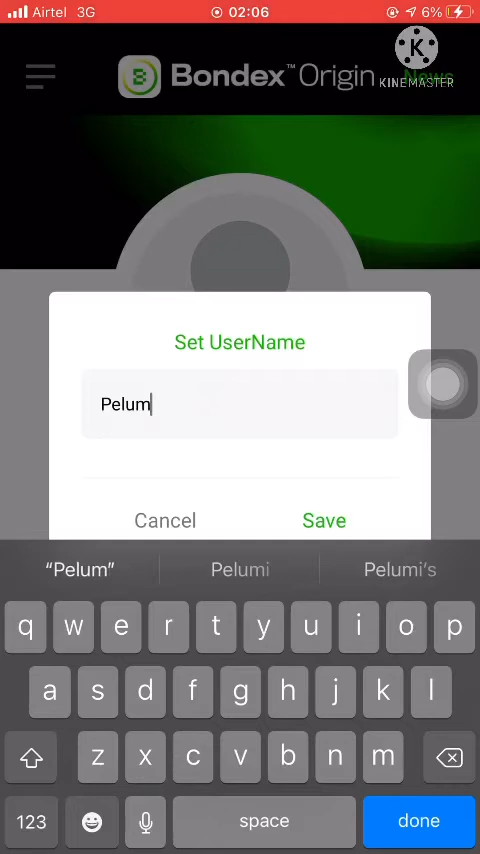 Airtel 3G 02:06 6%
Bondex™ Origin News
K
KINEMASTER
Set UserName
Pelum
Cancel Save
“Pelum” Pelumi Pelumi’s
q w e r t y u i o p
a s d f g h j k l
z x c v b n m
123 space done